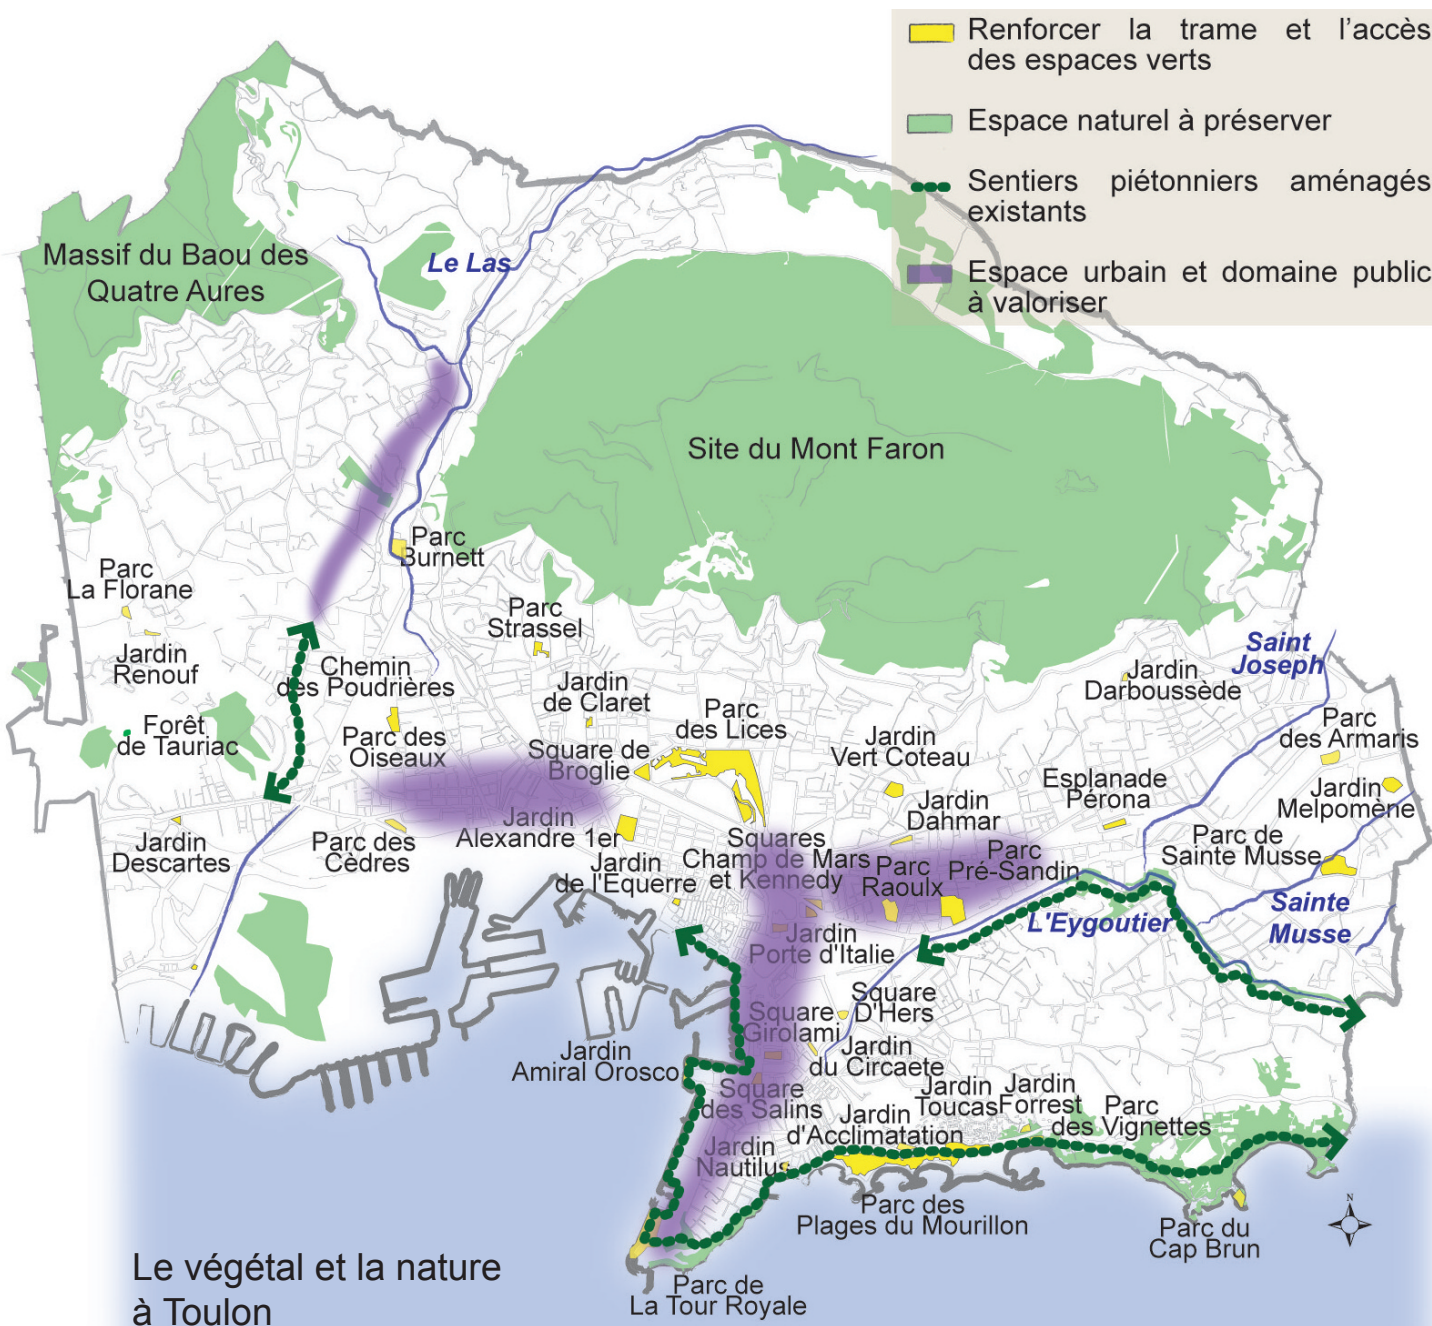 Renforcer la trame et l'accès
des espaces verts
Espace naturel à préserver
Sentiers piétonniers aménagés
existants
Espace urbain et domaine public
à valoriser
Massif du Baou des
Quatre Aures
Le Las
Site du Mont Faron
Parc
Burnett
Parc
La Florane
Parc
Strassel
Jardin
Renouf
Chemin
des Poudrières
Jardin
de Claret
Parc
des Lices
Saint
Joseph
Jardin
Darboussède
Forêt
de Tauriac
Parc des
Oiseaux
Square de
Broglie
Jardin
Vert Coteau
Parc
des Armaris
Esplanade
Pérona
Jardin
Melpomène
Jardin
Descartes
Parc des
Cèdres
Jardin
Alexandre 1er
Jardin
de l'Equerre
Squares
Champ de Mars
et Kennedy
Jardin
Dahmar
Parc
Raoulx
Parc
Pré-Sandin
Parc de
Sainte Musse
L'Eygoutier
Sainte
Musse
Jardin
Porte d'Italie
Square
D'Hers
Square
Girolami
Jardin
du Circaete
Jardin
Amiral Orosco
Square
des Salins
Jardin
d'Acclimatation
Jardin
Toucas
Jardin
Forrest
Parc
des Vignettes
Jardin
Nautilus
Parc des
Plages du Mourillon
Parc du
Cap Brun
N
Parc de
La Tour Royale
Le végétal et la nature
à Toulon